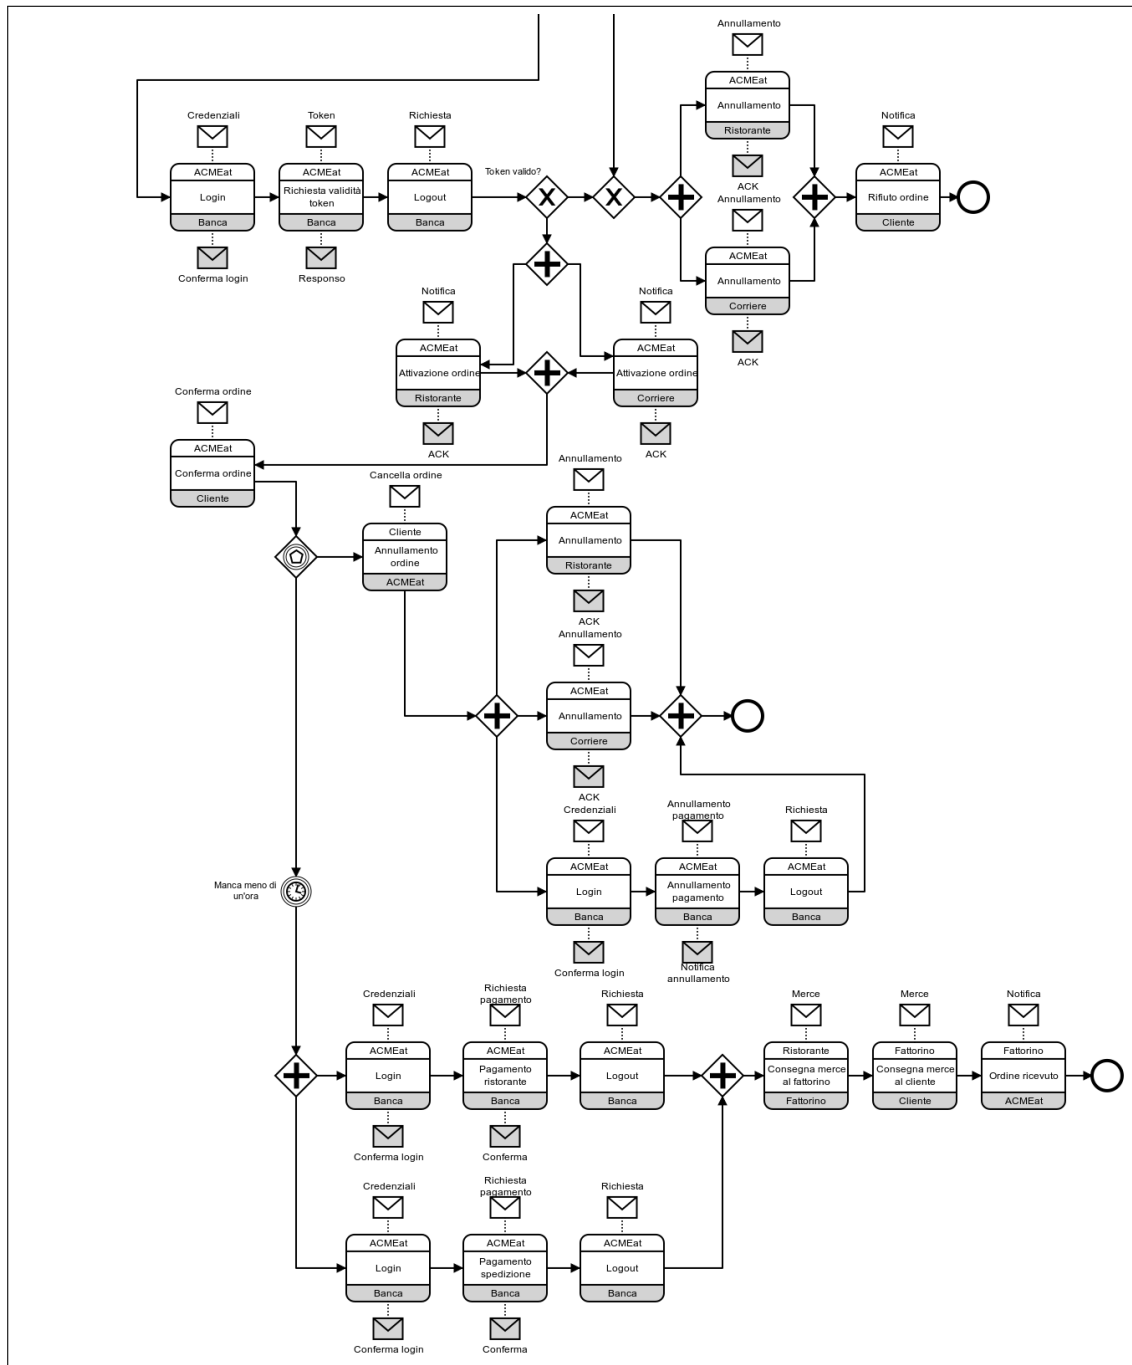 Annullamento
ACMEat
Annullamento
Ristorante
ACK
Credenziali
ACMEat
Login
Banca
Conferma login
Token
ACMEat
Richiesta validità
token
Banca
Responso
Richiesta
ACMEat
Logout
Banca
Token valido?
Annullamento
ACMEat
Annullamento
Corriere
ACK
Notifica
ACMEat
Rifiuto ordine
Cliente
Notifica
ACMEat
Attivazione ordine
Ristorante
ACK
Notifica
ACMEat
Attivazione ordine
Corriere
ACK
Conferma ordine
ACMEat
Conferma ordine
Cliente
Cancella ordine
Cliente
Annullamento
ordine
ACMEat
Annullamento
ACMEat
Annullamento
Ristorante
ACK
Annullamento
ACMEat
Annullamento
Corriere
ACK
Credenziali
ACMEat
Login
Banca
Conferma login
Annullamento
pagamento
ACMEat
Annullamento
pagamento
Banca
Notifica
annullamento
Richiesta
ACMEat
Logout
Banca
Manca meno di
un'ora
Credenziali
ACMEat
Login
Banca
Conferma login
Richiesta
pagamento
ACMEat
Pagamento
ristorante
Banca
Conferma
Richiesta
ACMEat
Logout
Banca
Merce
Ristorante
Consegna merce
al fattorino
Fattorino
Merce
Fattorino
Consegna merce
al cliente
Cliente
Notifica
Fattorino
Ordine ricevuto
ACMEat
Credenziali
ACMEat
Login
Banca
Conferma login
Richiesta
pagamento
ACMEat
Pagamento
spedizione
Banca
Conferma
Richiesta
ACMEat
Logout
Banca